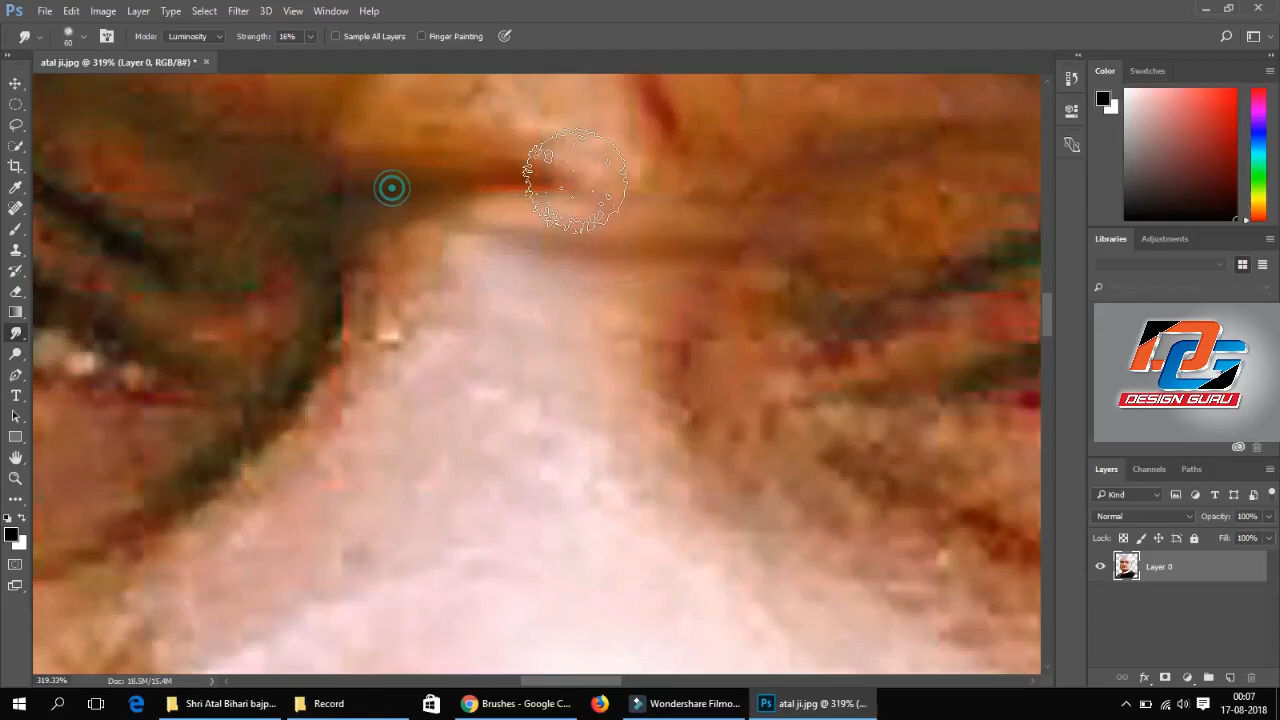 Ps File Edit Image Layer Type Select Filter 3D View Window Help
60 Mode: Luminosity Strength: 16% Sample All Layers Finger Painting
atal ji.jpg @ 319% (Layer 0, RGB/8#) *
Color Swatches
Libraries Adjustments
DESIGN GURU
Layers Channels Paths
Kind
Normal Opacity: 100%
Lock: Fill: 100%
Layer 0
319.33% Doc: 18.5M/15.4M
Shri Atal Bihari bajp... Record Brushes - Google C... Wondershare Filmo... Ps atal ji.jpg @ 319% (... 00:07
17-08-2018